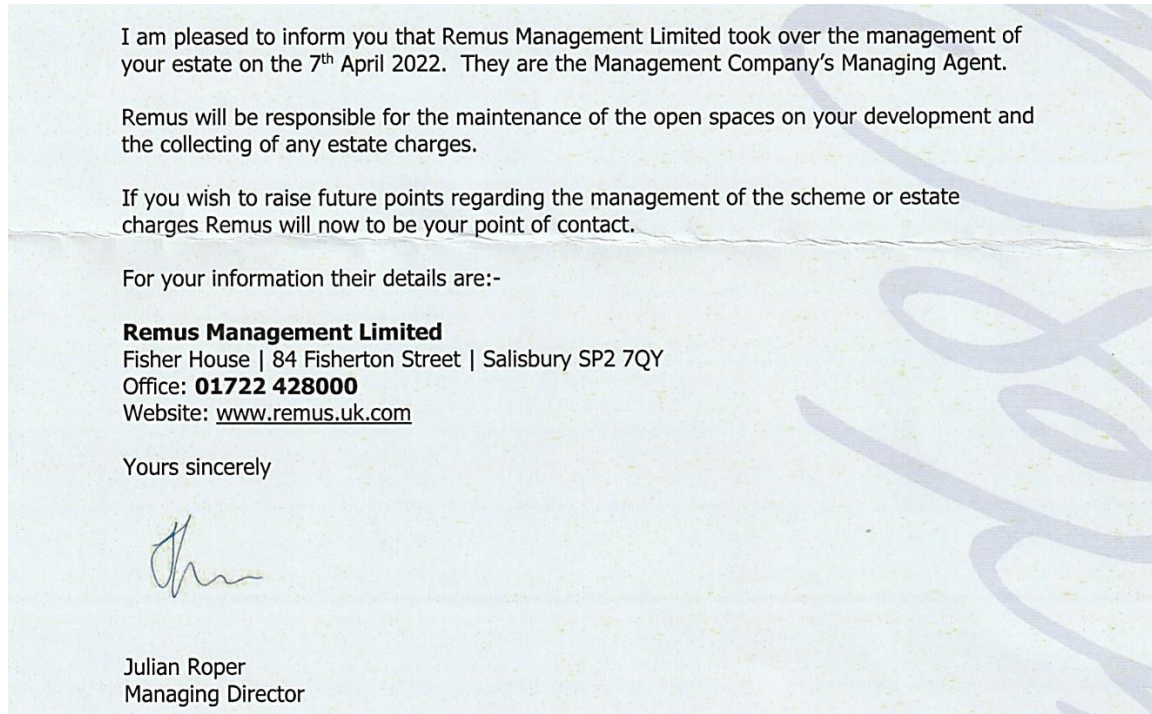 I am pleased to inform you that Remus Management Limited took over the management of
your estate on the 7th April 2022. They are the Management Company's Managing Agent.
Remus will be responsible for the maintenance of the open spaces on your development and
the collecting of any estate charges.
If you wish to raise future points regarding the management of the scheme or estate
charges Remus will now to be your point of contact.
For your information their details are:-
Remus Management Limited
Fisher House | 84 Fisherton Street | Salisbury SP2 7QY
Office: 01722 428000
Website: www.remus.uk.com
Yours sincerely
Julian Roper
Managing Director